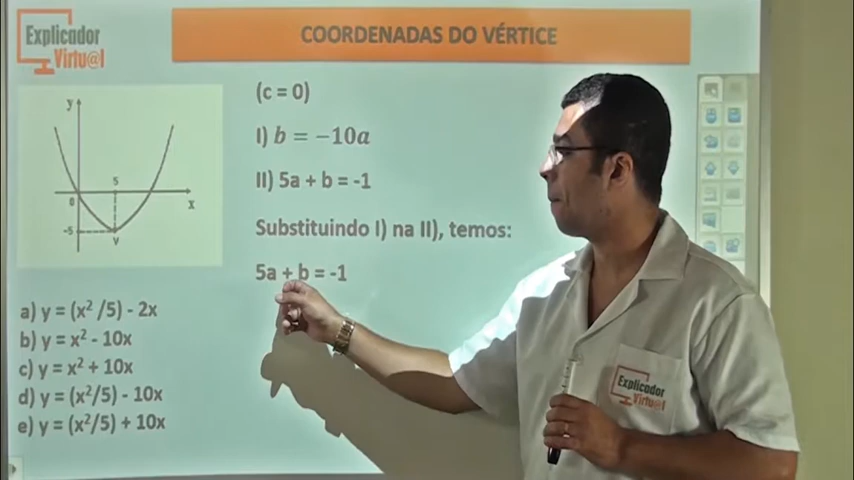 Explicador
Virtu@l
COORDENADAS DO VÉRTICE
y
5
0
x
-5
V
(c = 0)
I) b = −10a
II) 5a + b = -1
Substituindo I) na II), temos:
5a + b = -1
a) y = (x² /5) - 2x
b) y = x² - 10x
c) y = x² + 10x
d) y = (x²/5) - 10x
e) y = (x²/5) + 10x
Explicador
Virtu@l